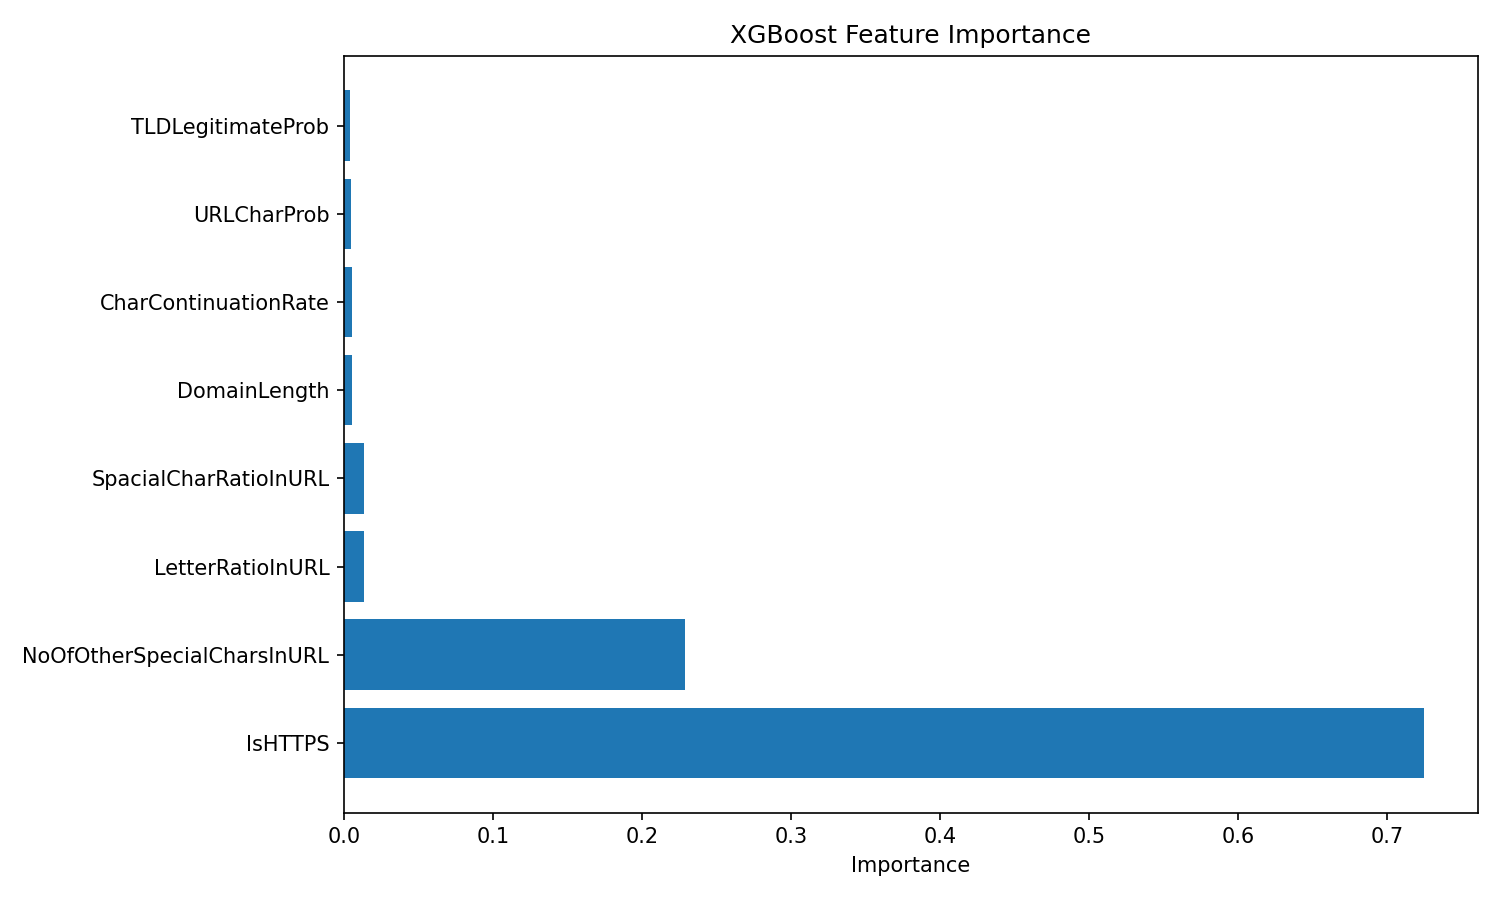 XGBoost Feature Importance
TLDLegitimateProb
URLCharProb
CharContinuationRate
DomainLength
SpacialCharRatioInURL
LetterRatioInURL
NoOfOtherSpecialCharsInURL
IsHTTPS
0.0 0.1 0.2 0.3 0.4 0.5 0.6 0.7
Importance